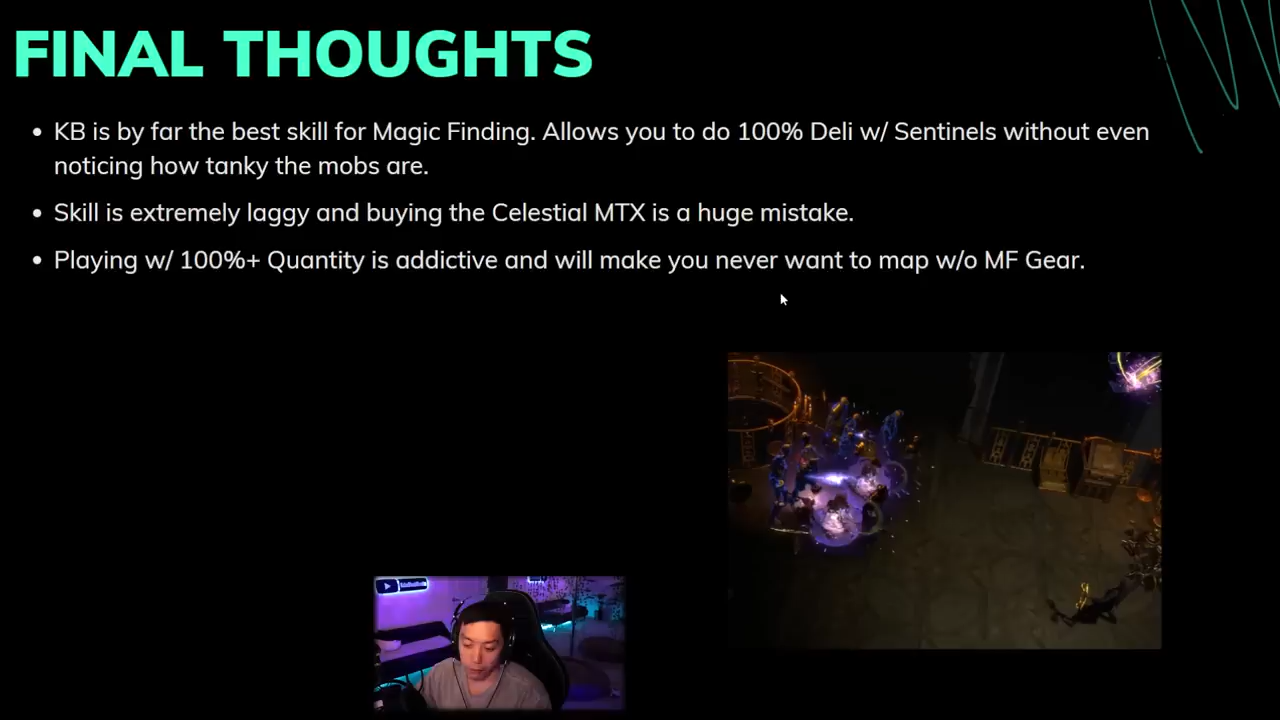 FINAL THOUGHTS
• KB is by far the best skill for Magic Finding. Allows you to do 100% Deli w/ Sentinels without even
noticing how tanky the mobs are.
• Skill is extremely laggy and buying the Celestial MTX is a huge mistake.
• Playing w/ 100%+ Quantity is addictive and will make you never want to map w/o MF Gear.